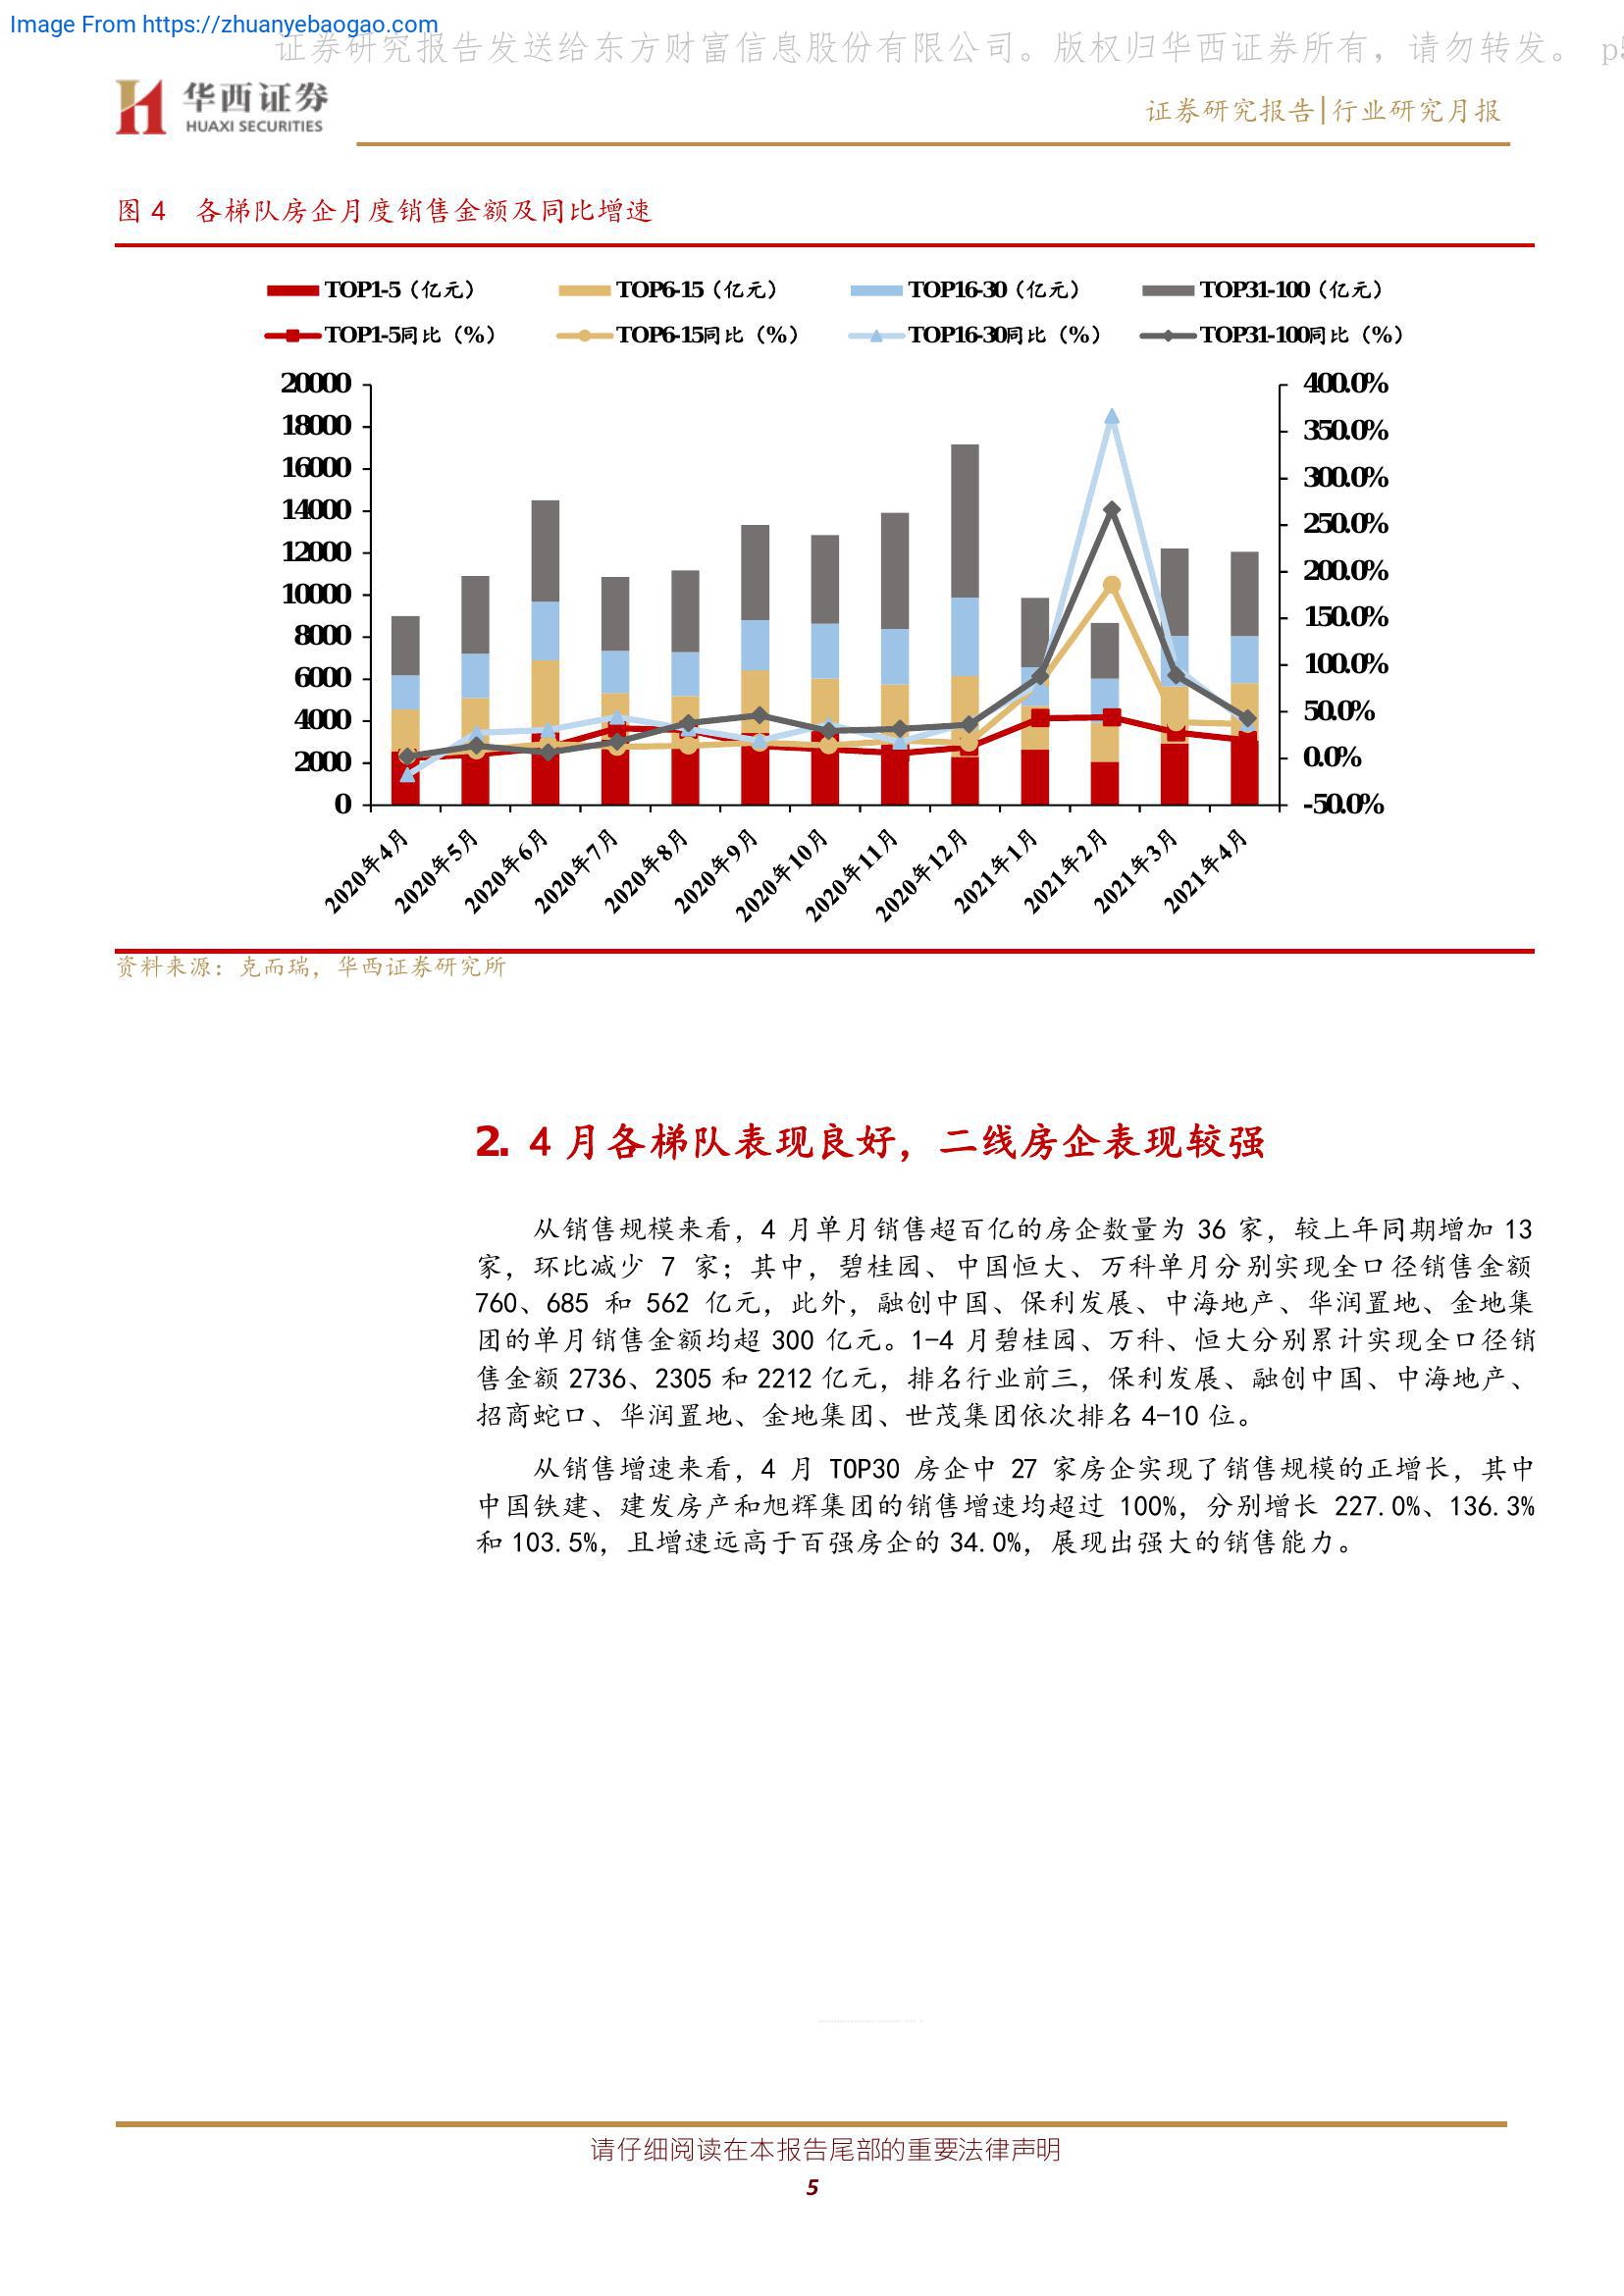 Image From https://zhuanyebaogao.com
证券研究报告发送给东方财富信息股份有限公司。版权归华西证券所有，请勿转发。 p5
华西证券
HUAXI SECURITIES
证券研究报告|行业研究月报
图 4 各梯队房企月度销售金额及同比增速
TOP1-5（亿元） TOP6-15（亿元） TOP16-30（亿元） TOP31-100（亿元）
TOP1-5同比（%） TOP6-15同比（%） TOP16-30同比（%） TOP31-100同比（%）
20000 400.0%
18000 350.0%
16000 300.0%
14000 250.0%
12000 200.0%
10000 150.0%
8000 100.0%
6000 50.0%
4000 0.0%
2000 -50.0%
0
2020年4月 2020年5月 2020年6月 2020年7月 2020年8月 2020年9月 2020年10月 2020年11月 2020年12月 2021年1月 2021年2月 2021年3月 2021年4月
资料来源：克而瑞，华西证券研究所
2. 4 月各梯队表现良好，二线房企表现较强
从销售规模来看，4 月单月销售超百亿的房企数量为 36 家，较上年同期增加 13
家，环比减少 7 家；其中，碧桂园、中国恒大、万科单月分别实现全口径销售金额
760、685 和 562 亿元，此外，融创中国、保利发展、中海地产、华润置地、金地集
团的单月销售金额均超 300 亿元。1-4 月碧桂园、万科、恒大分别累计实现全口径销
售金额 2736、2305 和 2212 亿元，排名行业前三，保利发展、融创中国、中海地产、
招商蛇口、华润置地、金地集团、世茂集团依次排名 4-10 位。
从销售增速来看，4 月 TOP30 房企中 27 家房企实现了销售规模的正增长，其中
中国铁建、建发房产和旭辉集团的销售增速均超过 100%，分别增长 227.0%、136.3%
和 103.5%，且增速远高于百强房企的 34.0%，展现出强大的销售能力。
请仔细阅读在本报告尾部的重要法律声明
5